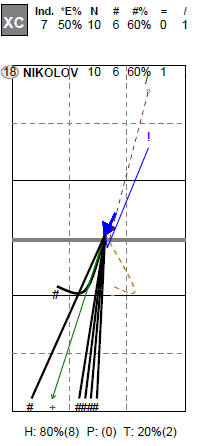 Ind. *E% N # #% = /
XC 7 50% 10 6 60% 0 1
18 NIKOLOV 10 6 60% 1 /
!
#
# + ####
H: 80%(8) P: (0) T: 20%(2)